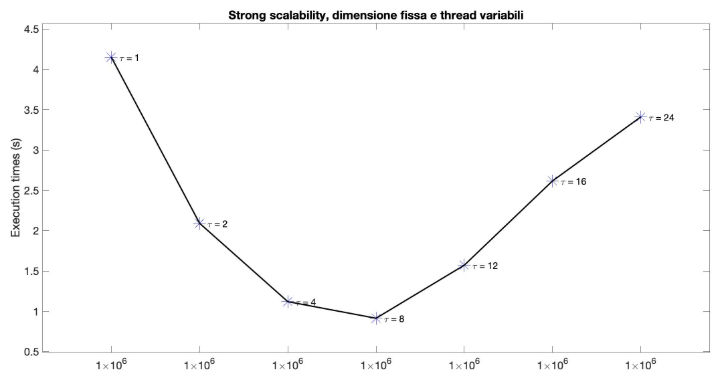 Strong scalability, dimensione fissa e thread variabili
Execution times (s)
4.5
4
3.5
3
2.5
2
1.5
1
0.5
τ = 1
τ = 2
τ = 4
τ = 8
τ = 12
τ = 16
τ = 24
1×10⁶ 1×10⁶ 1×10⁶ 1×10⁶ 1×10⁶ 1×10⁶ 1×10⁶